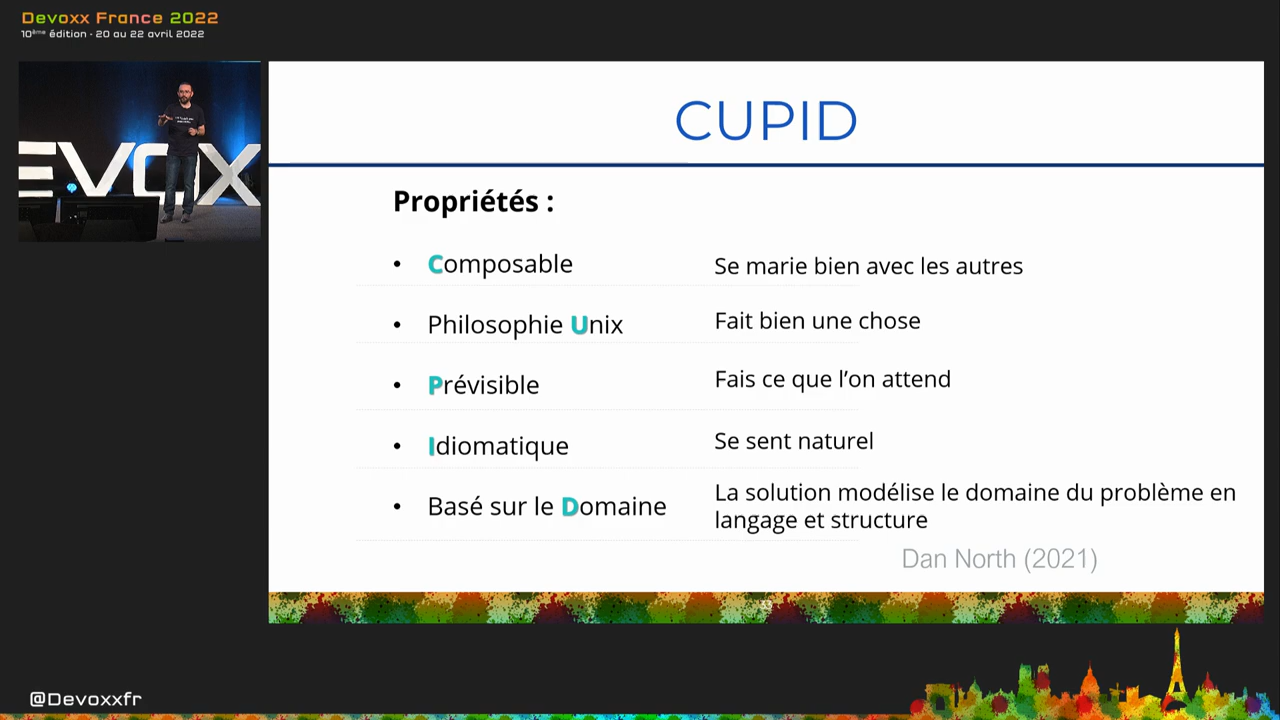 Devoxx France 2022
10ème édition - 20 au 22 avril 2022
EVOX
CUPID
Propriétés :
• Composable
Se marie bien avec les autres
• Philosophie Unix
Fait bien une chose
• Prévisible
Fais ce que l’on attend
• Idiomatique
Se sent naturel
• Basé sur le Domaine
La solution modélise le domaine du problème en
langage et structure
Dan North (2021)
33
@Devoxxfr